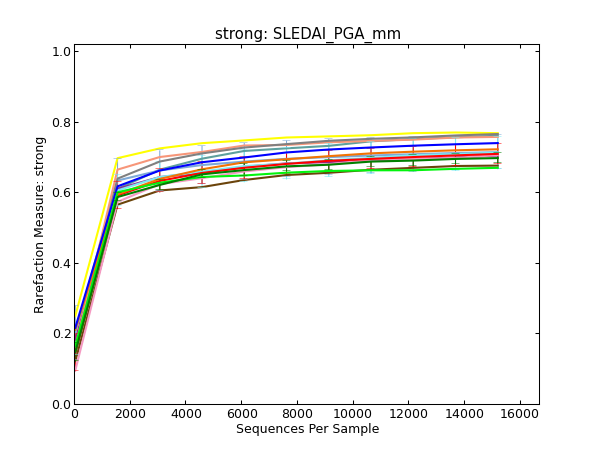 strong: SLEDAI_PGA_mm
1.0
0.8
0.6
0.4
0.2
0.0
Rarefaction Measure: strong
0 2000 4000 6000 8000 10000 12000 14000 16000
Sequences Per Sample